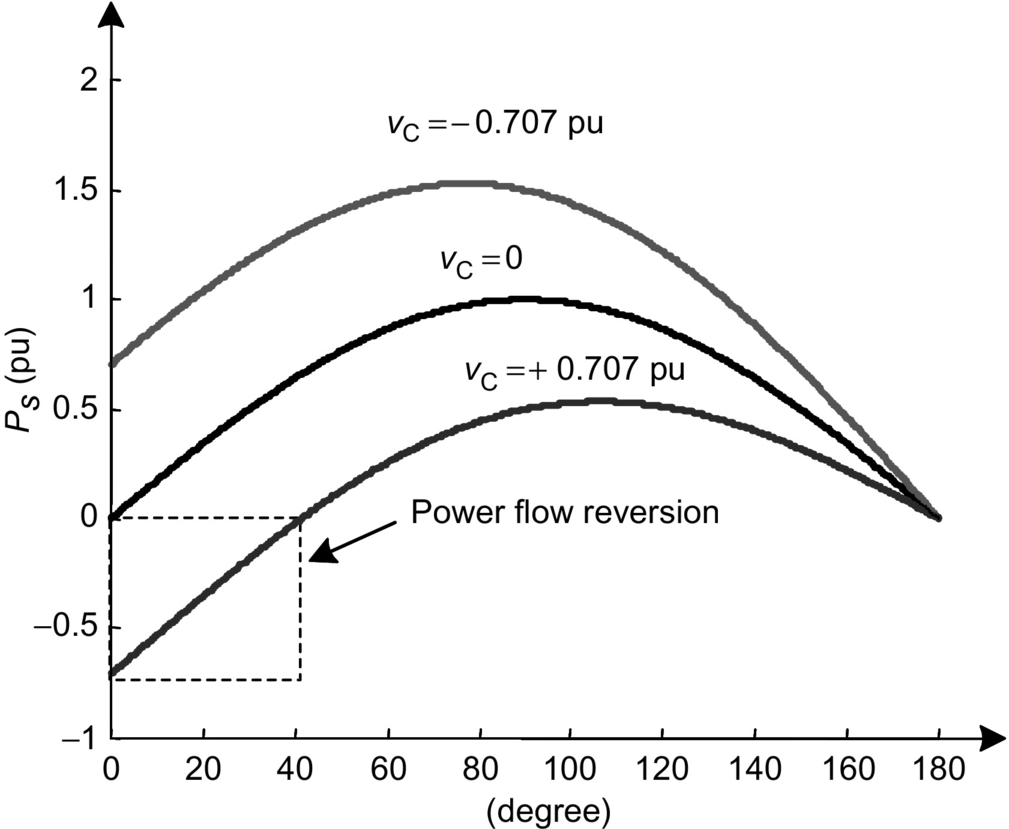 2
v_C = – 0.707 pu
1.5
v_C = 0
1
v_C = + 0.707 pu
P_s (pu)
0.5
Power flow reversion
0
–0.5
–1
0 20 40 60 80 100 120 140 160 180
(degree)